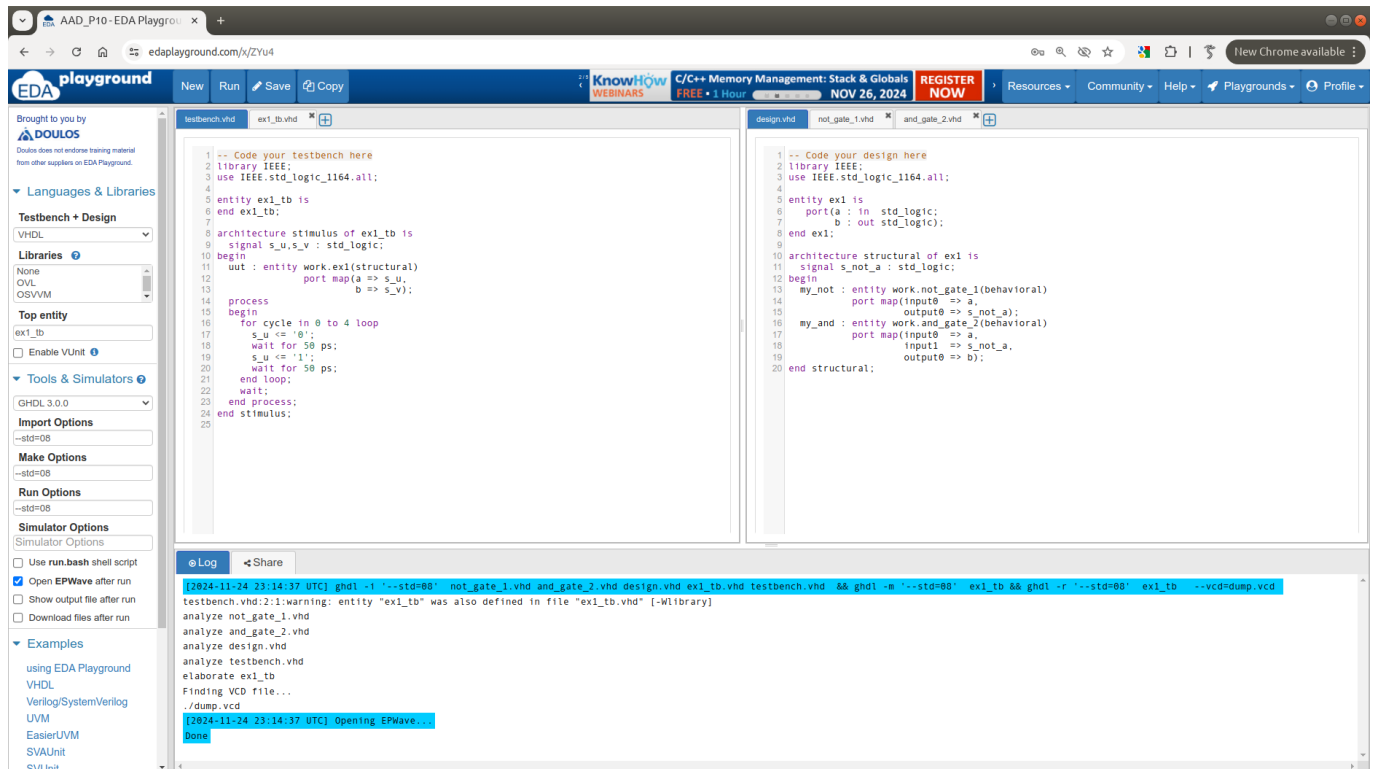 AAD_P10 - EDA Playgrou
edaplayground.com/x/ZYu4
New Chrome available
EDA playground
New
Run
Save
Copy
KnowHow WEBINARS
C/C++ Memory Management: Stack & Globals
FREE • 1 Hour
NOV 26, 2024
REGISTER NOW
Resources
Community
Help
Playgrounds
Profile
Brought to you by
DOULOS
Doulos does not endorse training material
from other suppliers on EDA Playground.
Languages & Libraries
Testbench + Design
VHDL
Libraries
None
OVL
OSVVM
Top entity
ex1_tb
Enable VUnit
Tools & Simulators
GHDL 3.0.0
Import Options
--std=08
Make Options
--std=08
Run Options
--std=08
Simulator Options
Simulator Options
Use run.bash shell script
Open EPWave after run
Show output file after run
Download files after run
Examples
using EDA Playground
VHDL
Verilog/SystemVerilog
UVM
EasierUVM
SVAUnit
SVUnit
testbench.vhd
ex1_tb.vhd
1 -- Code your testbench here
2 library IEEE;
3 use IEEE.std_logic_1164.all;
4
5 entity ex1_tb is
6 end ex1_tb;
7
8 architecture stimulus of ex1_tb is
9   signal s_u,s_v : std_logic;
10 begin
11   uut : entity work.ex1(structural)
12              port map(a => s_u,
13                       b => s_v);
14   process
15   begin
16     for cycle in 0 to 4 loop
17       s_u <= '0';
18       wait for 50 ps;
19       s_u <= '1';
20       wait for 50 ps;
21     end loop;
22     wait;
23   end process;
24 end stimulus;
25
design.vhd
not_gate_1.vhd
and_gate_2.vhd
1 -- Code your design here
2 library IEEE;
3 use IEEE.std_logic_1164.all;
4
5 entity ex1 is
6    port(a : in  std_logic;
7         b : out std_logic);
8 end ex1;
9
10 architecture structural of ex1 is
11   signal s_not_a : std_logic;
12 begin
13   my_not : entity work.not_gate_1(behavioral)
14           port map(input0  => a,
15                    output0 => s_not_a);
16   my_and : entity work.and_gate_2(behavioral)
17           port map(input0  => a,
18                    input1  => s_not_a,
19                    output0 => b);
20 end structural;
Log
Share
[2024-11-24 23:14:37 UTC] ghdl -i '--std=08'  not_gate_1.vhd and_gate_2.vhd design.vhd ex1_tb.vhd testbench.vhd  && ghdl -m '--std=08'  ex1_tb && ghdl -r '--std=08'  ex1_tb   --vcd=dump.vcd
testbench.vhd:2:1:warning: entity "ex1_tb" was also defined in file "ex1_tb.vhd" [-Wlibrary]
analyze not_gate_1.vhd
analyze and_gate_2.vhd
analyze design.vhd
analyze testbench.vhd
elaborate ex1_tb
Finding VCD file...
./dump.vcd
[2024-11-24 23:14:37 UTC] Opening EPWave...
Done